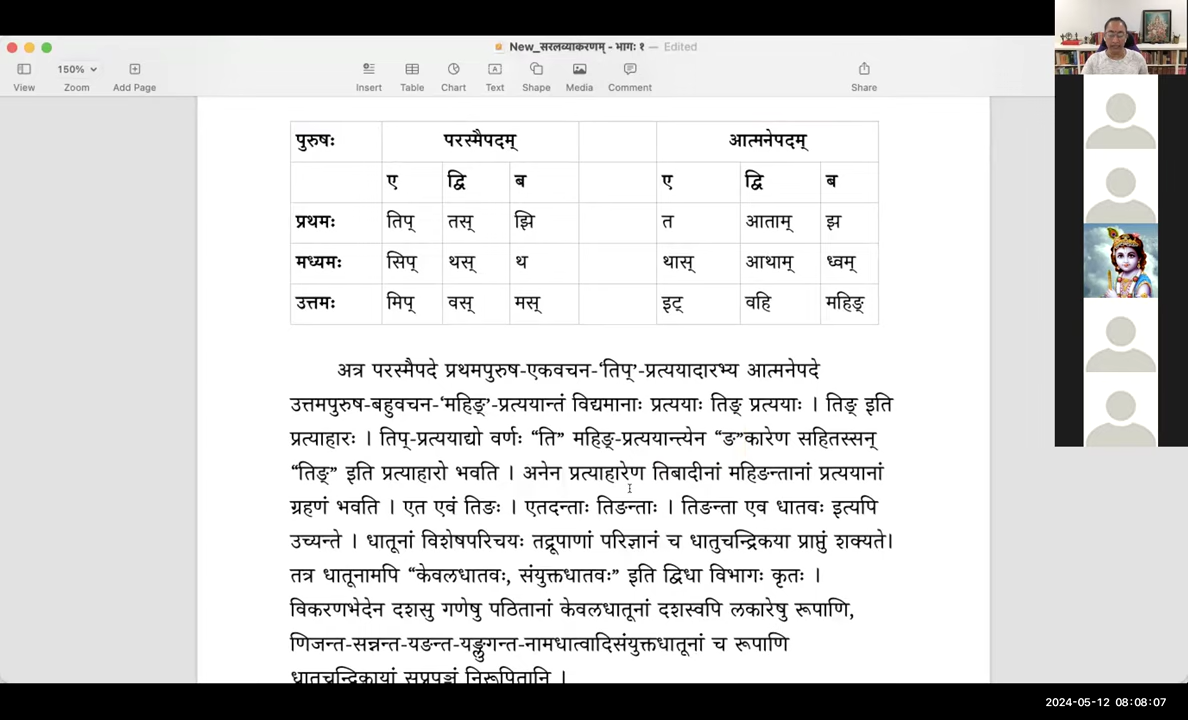 New_सरलव्याकरणम् - भागः १ — Edited
150%
View Zoom Add Page Insert Table Chart Text Shape Media Comment Share
पुरुषः परस्मैपदम् आत्मनेपदम्
ए द्वि ब ए द्वि ब
प्रथमः तिप् तस् झि त आताम् झ
मध्यमः सिप् थस् थ थास् आथाम् ध्वम्
उत्तमः मिप् वस् मस् इट् वहि महिङ्
अत्र परस्मैपदे प्रथमपुरुष-एकवचन-‘तिप्’-प्रत्ययादारभ्य आत्मनेपदे
उत्तमपुरुष-बहुवचन-‘महिङ्’-प्रत्ययान्तं विद्यमानाः प्रत्ययाः तिङ् प्रत्ययाः । तिङ् इति
प्रत्याहारः । तिप्-प्रत्ययाद्यो वर्णः “ति” महिङ्-प्रत्ययान्त्येन “ङ”कारेण सहितस्सन्
“तिङ्” इति प्रत्याहारो भवति । अनेन प्रत्याहारेण तिबादीनां महिङन्तानां प्रत्ययानां
ग्रहणं भवति । एत एवं तिङः । एतदन्ताः तिङन्ताः । तिङन्ता एव धातवः इत्यपि
उच्यन्ते । धातूनां विशेषपरिचयः तद्रूपाणां परिज्ञानं च धातुचन्द्रिकया प्राप्तुं शक्यते।
तत्र धातूनामपि “केवलधातवः, संयुक्तधातवः” इति द्विधा विभागः कृतः ।
विकरणभेदेन दशसु गणेषु पठितानां केवलधातूनां दशस्वपि लकारेषु रूपाणि,
णिजन्त-सन्नन्त-यङन्त-यङ्लुगन्त-नामधात्वादिसंयुक्तधातूनां च रूपाणि
धातुचन्द्रिकायां सप्रपञ्चं निरूपितानि ।
2024-05-12 08:08:07